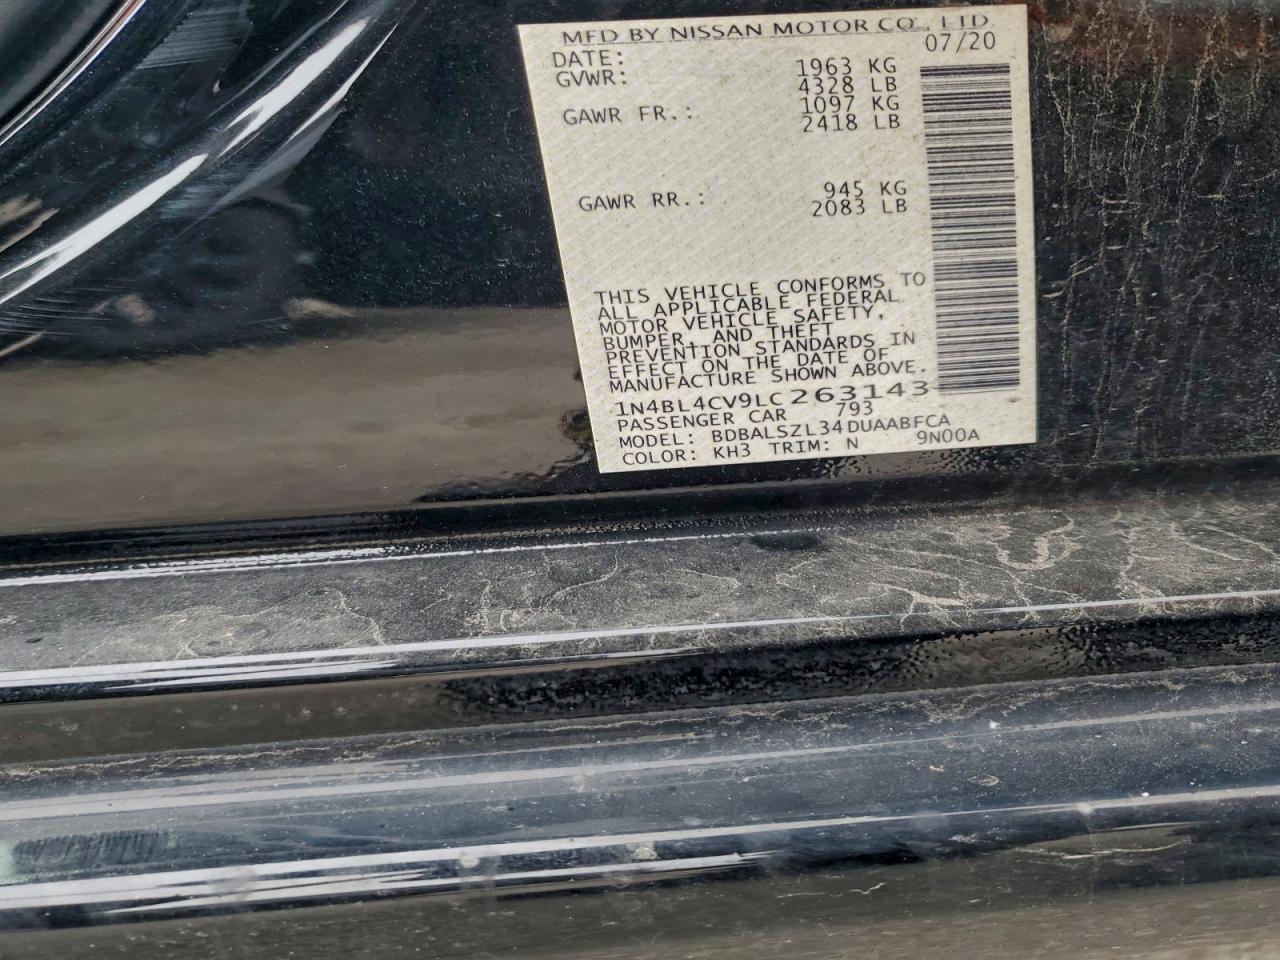 MFD BY NISSAN MOTOR CO., LTD.
DATE: 07/20
GVWR: 1963 KG
4328 LB
GAWR FR.: 1097 KG
2418 LB
GAWR RR.: 945 KG
2083 LB
THIS VEHICLE CONFORMS TO
ALL APPLICABLE FEDERAL
MOTOR VEHICLE SAFETY,
BUMPER, AND THEFT
PREVENTION STANDARDS IN
EFFECT ON THE DATE OF
MANUFACTURE SHOWN ABOVE.
1N4BL4CV9LC263143
PASSENGER CAR 793
MODEL: BDBALSZL34DUAABFCA
COLOR: KH3 TRIM: N 9N00A